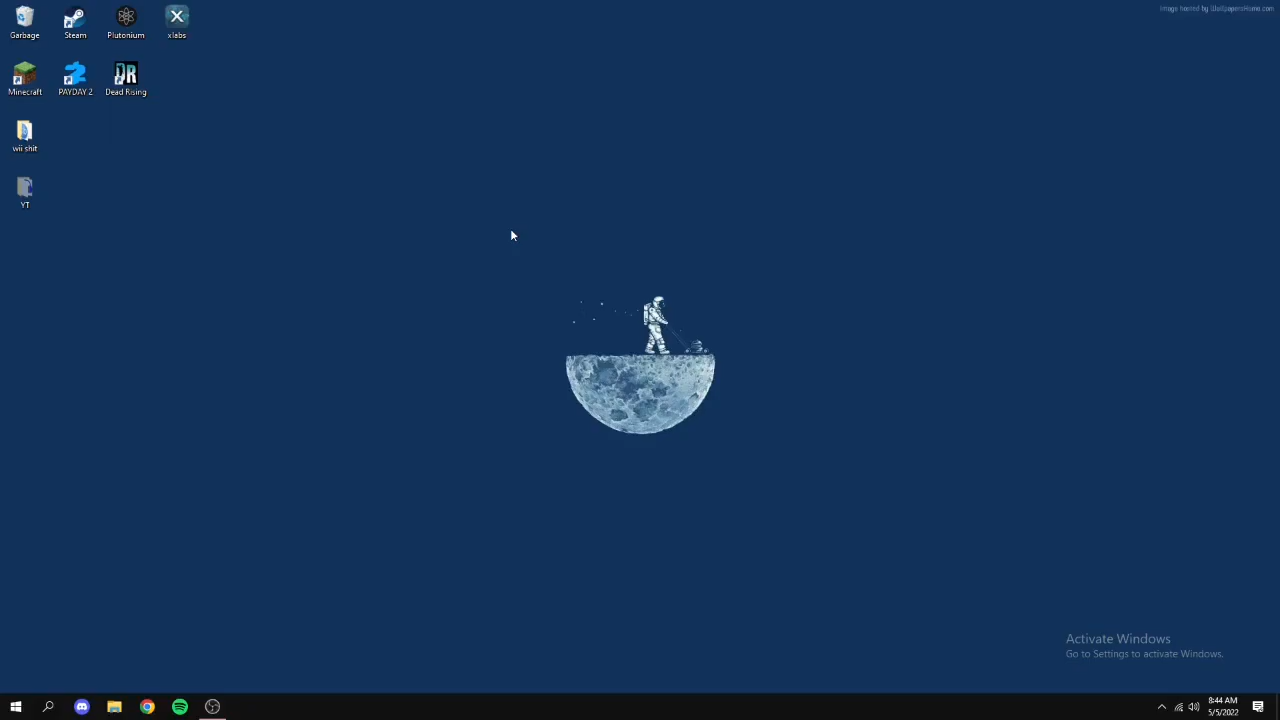 Image hosted by WallpapersHome.com
Garbage
Steam
Plutonium
xlabs
Minecraft
PAYDAY 2
DR
Dead Rising
wii shit
YT
Activate Windows
Go to Settings to activate Windows.
8:44 AM
5/5/2022